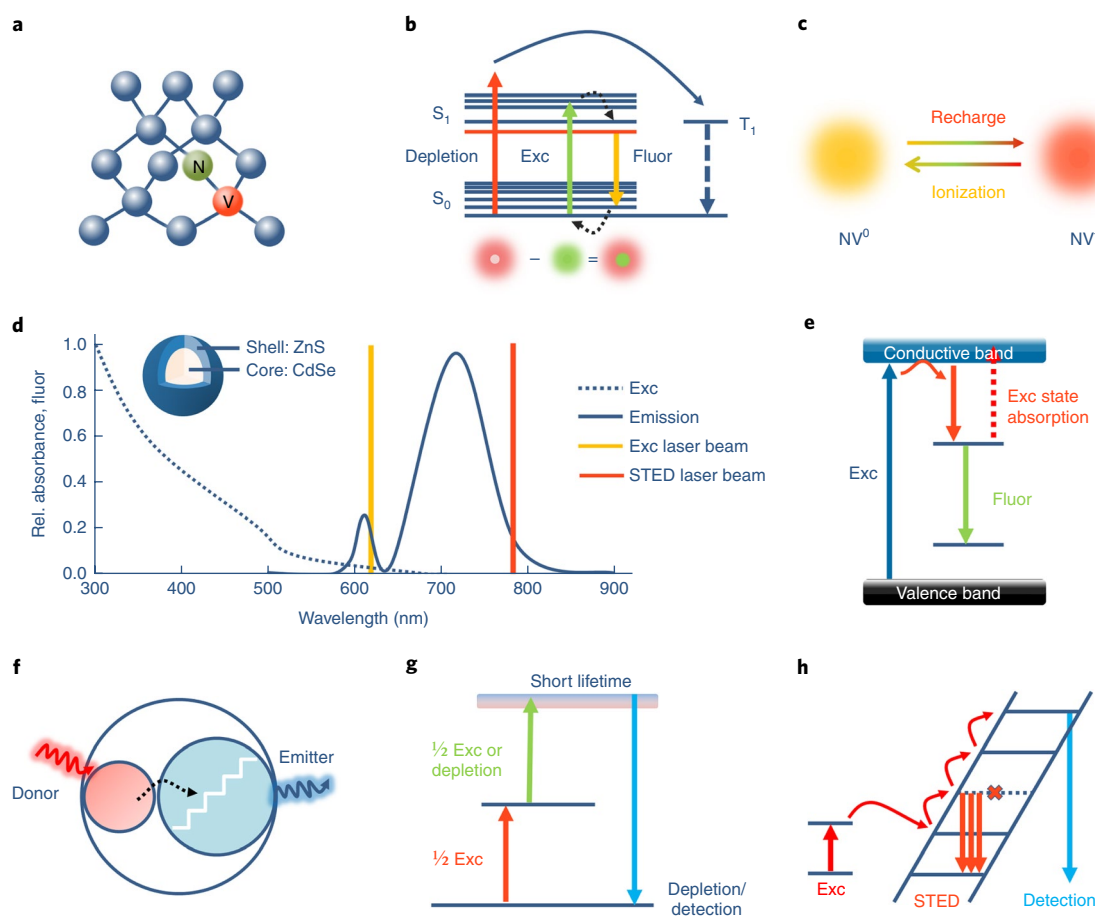 a
N
V
b
S1
T1
Depletion
Exc
Fluor
S0
–
=
c
Recharge
Ionization
NV⁰
NV⁻
d
Shell: ZnS
Core: CdSe
1.0
0.8
0.6
0.4
0.2
0.0
Rel. absorbance, fluor
300
400
500
600
700
800
900
Wavelength (nm)
Exc
Emission
Exc laser beam
STED laser beam
e
Conductive band
Exc state
absorption
Exc
Fluor
Valence band
f
Donor
Emitter
g
Short lifetime
½ Exc or
depletion
½ Exc
Depletion/
detection
h
Exc
STED
Detection